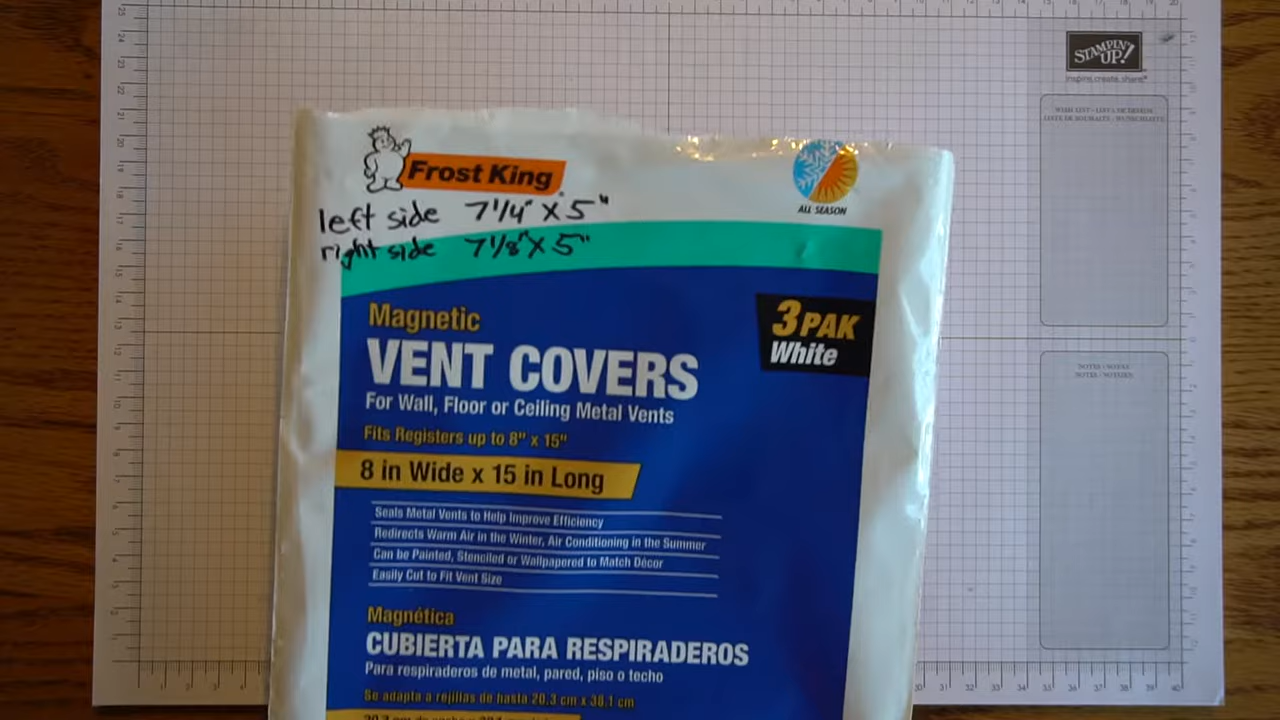 STAMPIN' UP!
inspire.create.share
Frost King
ALL SEASON
left side 7 1/4" X 5"
right side 7 1/8" X 5"
Magnetic
VENT COVERS
For Wall, Floor or Ceiling Metal Vents
3 PAK
White
Fits Registers up to 8" x 15"
8 in Wide x 15 in Long
Seals Metal Vents to Help Improve Efficiency
Redirects Warm Air in the Winter, Air Conditioning in the Summer
Can be Painted, Stenciled or Wallpapered to Match Décor
Easily Cut to Fit Vent Size
Magnética
CUBIERTA PARA RESPIRADEROS
Para respiraderos de metal, pared, piso o techo
Se adapta a rejillas de hasta 20.3 cm x 38.1 cm